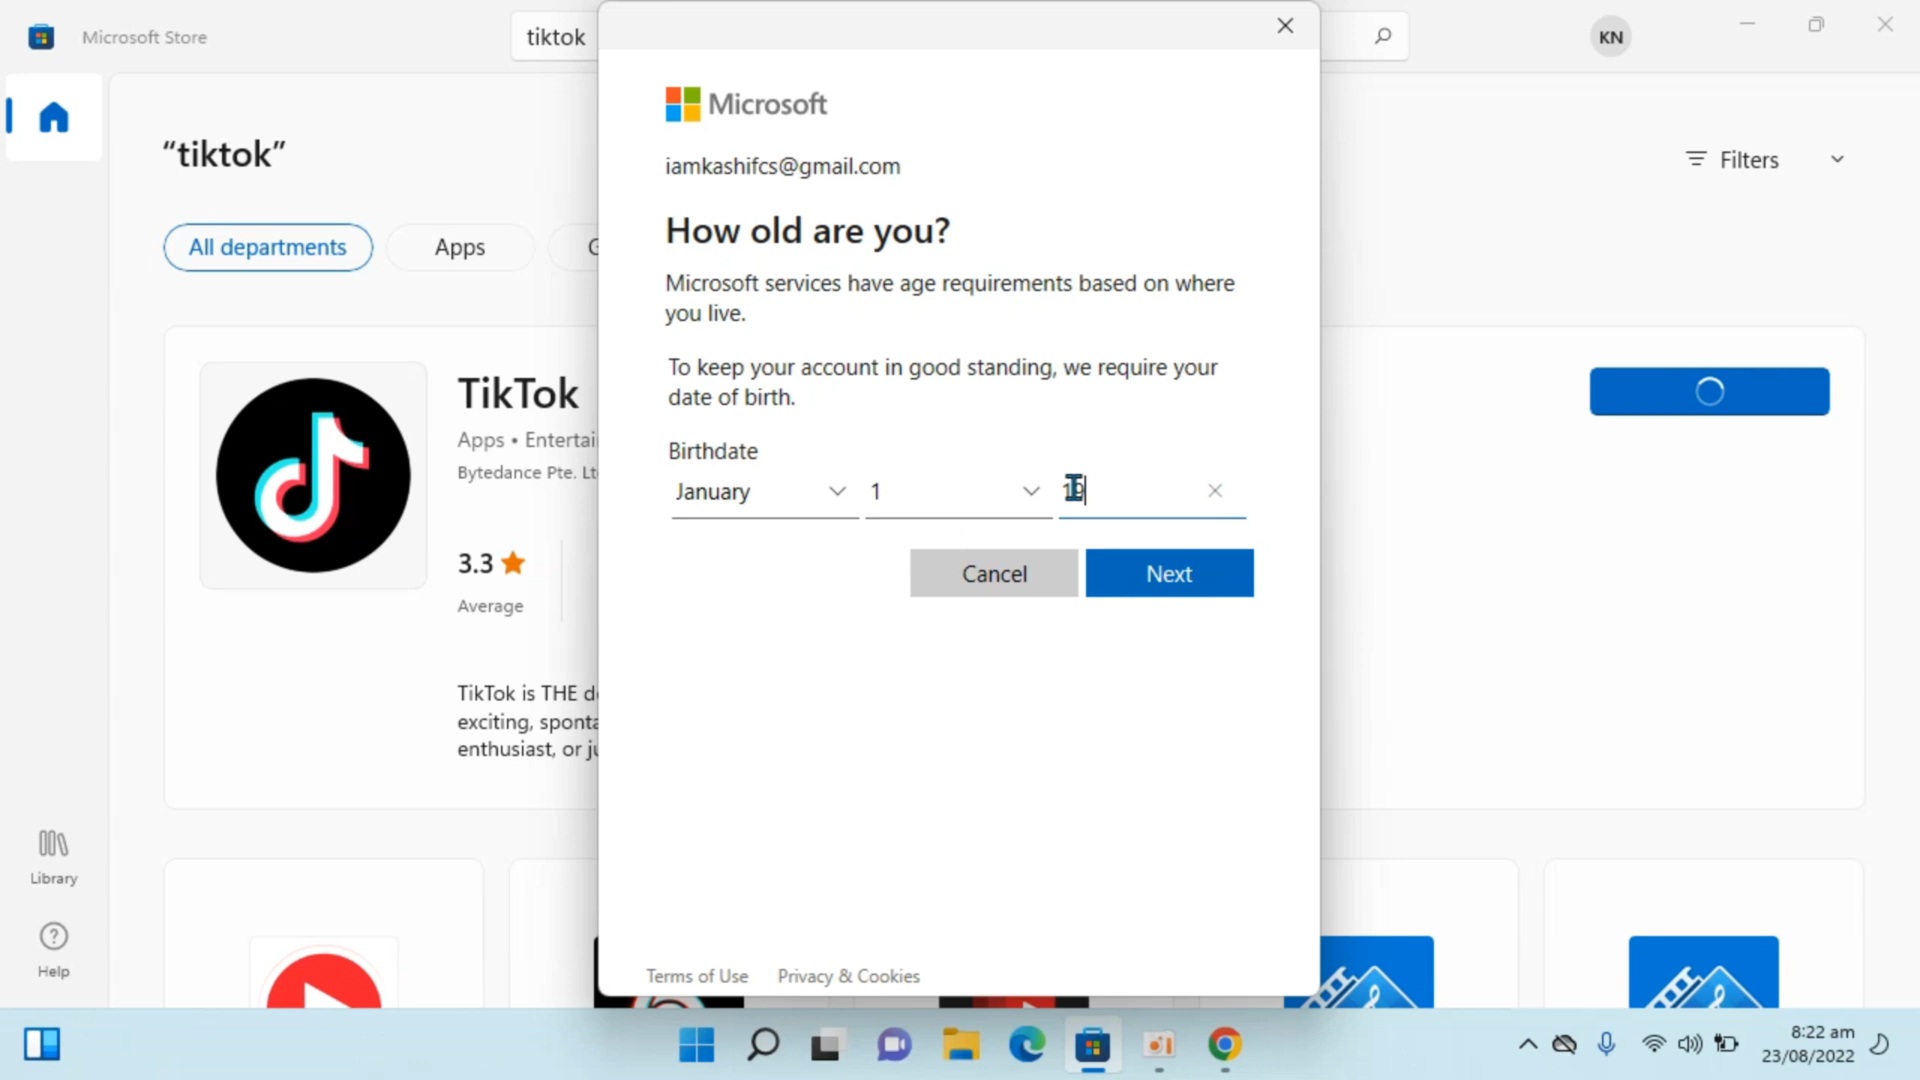 Microsoft Store
tiktok
KN
“tiktok”
Filters
All departments
Apps
TikTok
Apps •
Bytedance Pte.
3.3
Average
TikTok is THE
exciting,
enthusiast, or
Library
Help
Microsoft
iamkashifcs@gmail.com
How old are you?
Microsoft services have age requirements based on where
you live.
To keep your account in good standing, we require your
date of birth.
Birthdate
January
1
19
Cancel
Next
Terms of Use
Privacy & Cookies
8:22 am
23/08/2022